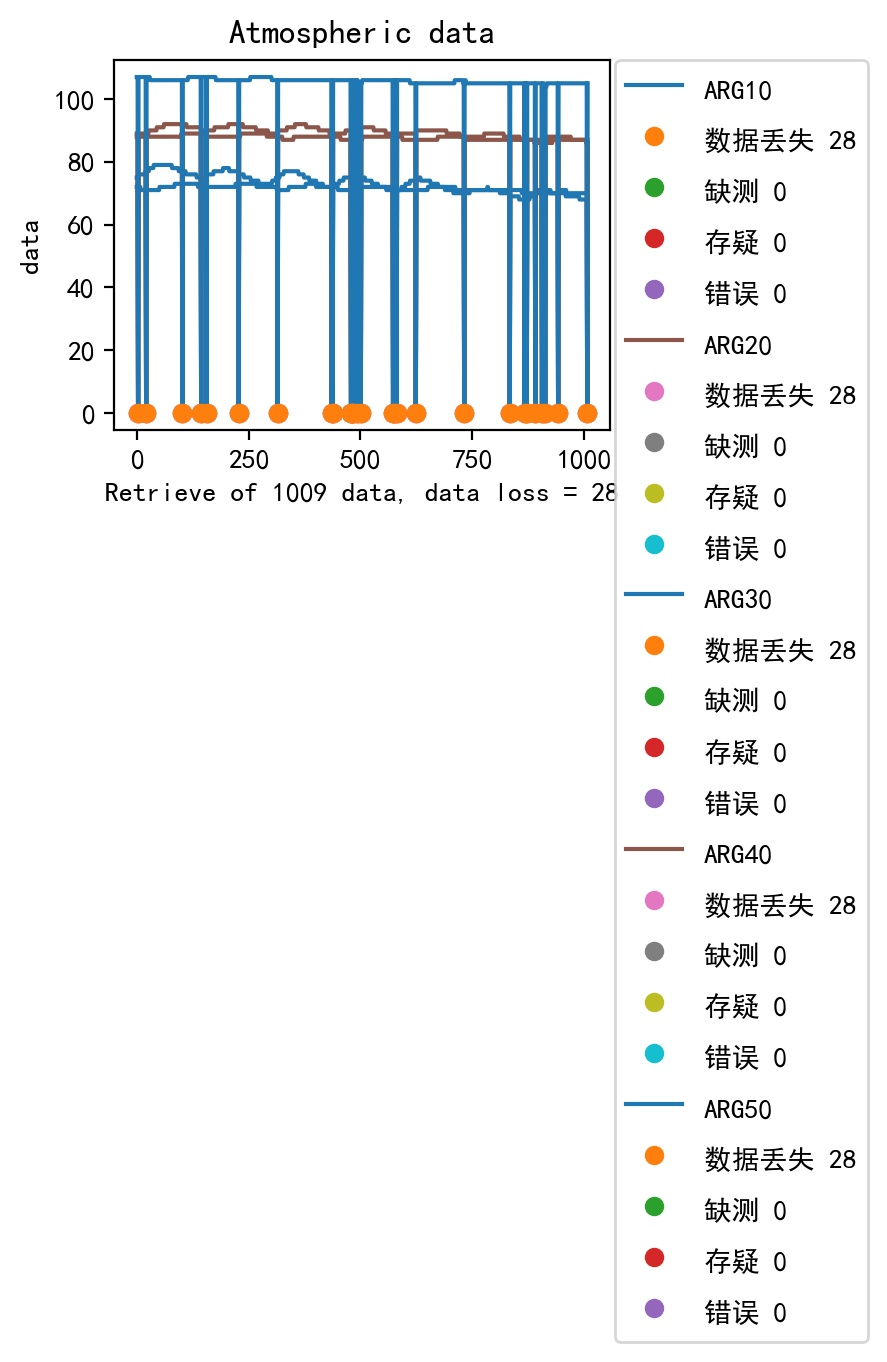 Atmospheric data
data
100
80
60
40
20
0
0 250 500 750 1000
Retrieve of 1009 data, data loss = 28
ARG10
数据丢失 28
缺测 0
存疑 0
错误 0
ARG20
数据丢失 28
缺测 0
存疑 0
错误 0
ARG30
数据丢失 28
缺测 0
存疑 0
错误 0
ARG40
数据丢失 28
缺测 0
存疑 0
错误 0
ARG50
数据丢失 28
缺测 0
存疑 0
错误 0